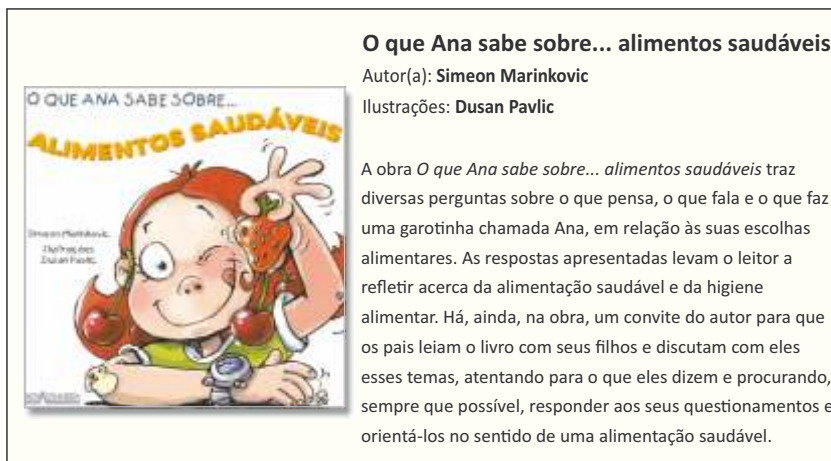 O que Ana sabe sobre... alimentos saudáveis
Autor(a): Simeon Marinkovic
Ilustrações: Dusan Pavlic
O QUE ANA SABE SOBRE...
ALIMENTOS SAUDÁVEIS
Simeon Marinkovic
Ilustrações
Dusan Pavlic
A obra O que Ana sabe sobre... alimentos saudáveis traz
diversas perguntas sobre o que pensa, o que fala e o que faz
uma garotinha chamada Ana, em relação às suas escolhas
alimentares. As respostas apresentadas levam o leitor a
refletir acerca da alimentação saudável e da higiene
alimentar. Há, ainda, na obra, um convite do autor para que
os pais leiam o livro com seus filhos e discutam com eles
esses temas, atentando para o que eles dizem e procurando,
sempre que possível, responder aos seus questionamentos e
orientá-los no sentido de uma alimentação saudável.